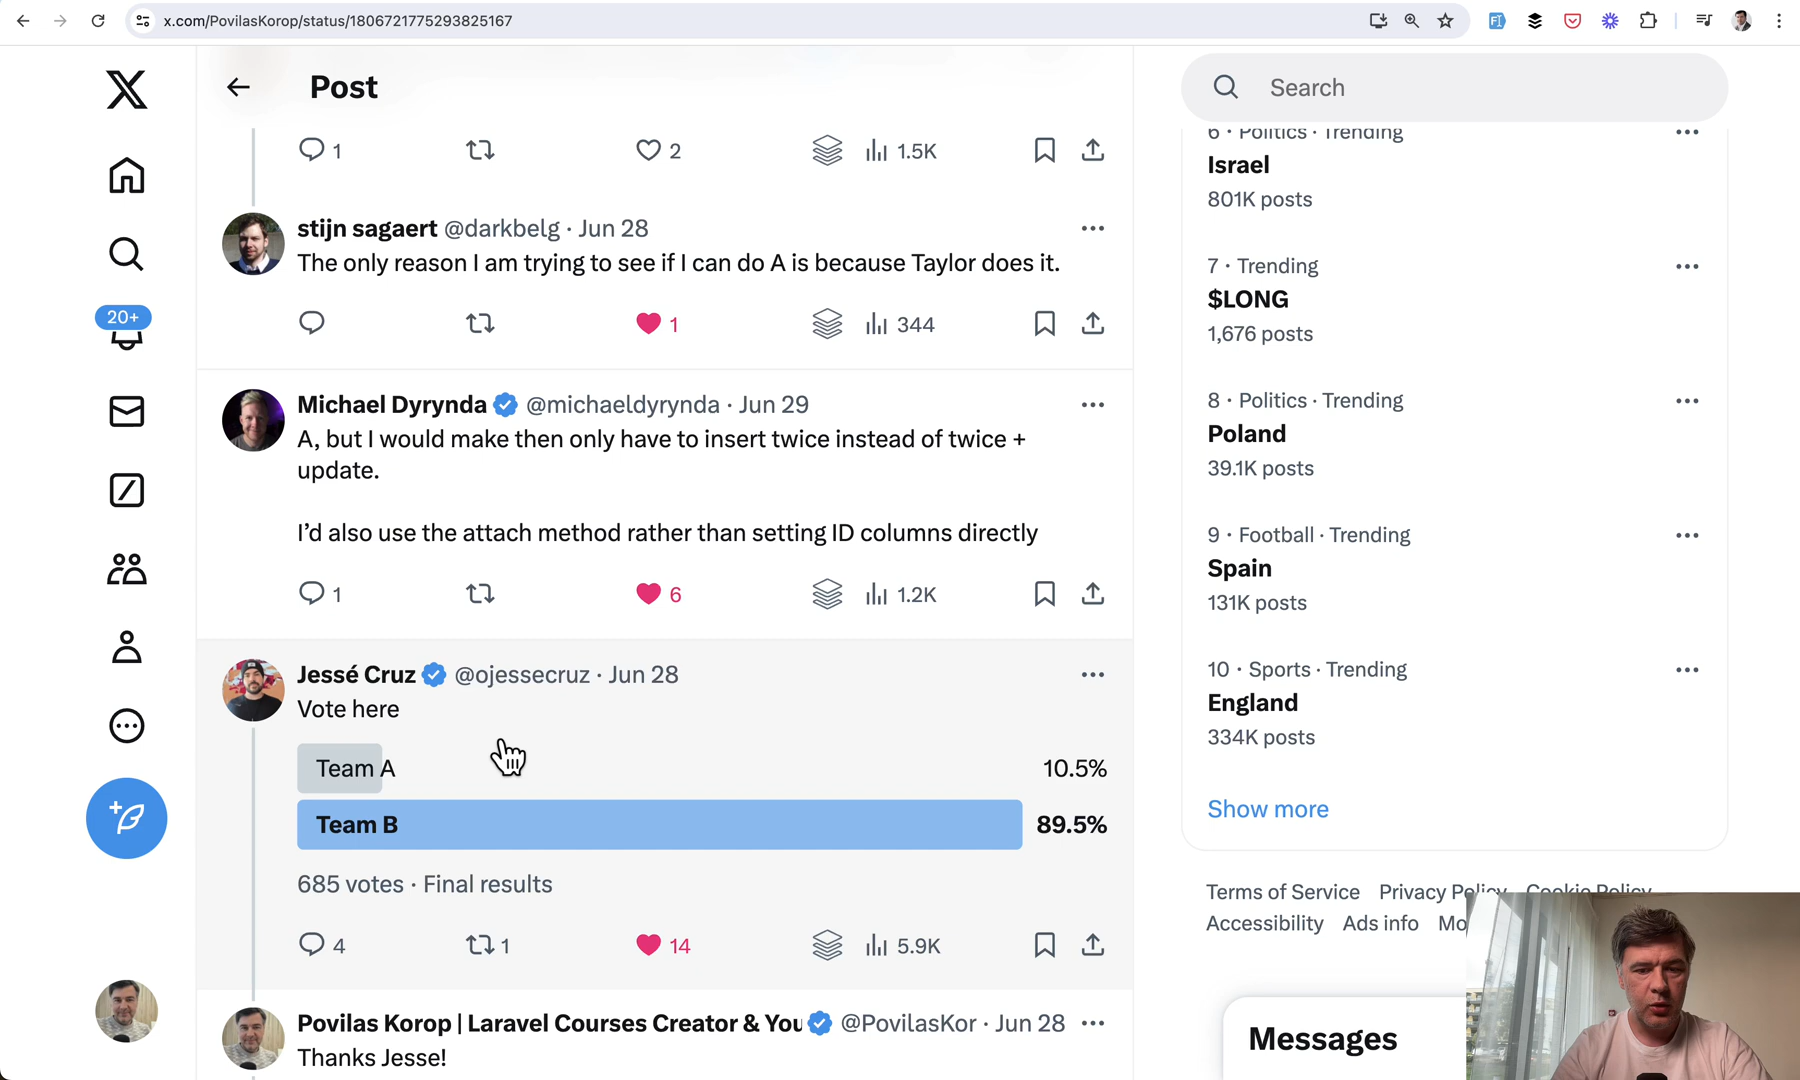 x.com/PovilasKorop/status/1806721775293825167
Post
Search
1
2
1.5K
stijn sagaert @darkbelg · Jun 28
The only reason I am trying to see if I can do A is because Taylor does it.
1
344
Michael Dyrynda @michaeldyrynda · Jun 29
A, but I would make then only have to insert twice instead of twice +
update.
I’d also use the attach method rather than setting ID columns directly
1
6
1.2K
Jessé Cruz @ojessecruz · Jun 28
Vote here
Team A
10.5%
Team B
89.5%
685 votes · Final results
4
1
14
5.9K
Povilas Korop | Laravel Courses Creator & You @PovilasKor · Jun 28
Thanks Jesse!
20+
6 · Politics · Trending
Israel
801K posts
7 · Trending
$LONG
1,676 posts
8 · Politics · Trending
Poland
39.1K posts
9 · Football · Trending
Spain
131K posts
10 · Sports · Trending
England
334K posts
Show more
Terms of Service Privacy Policy Cookie Policy
Accessibility Ads info Mo
Messages